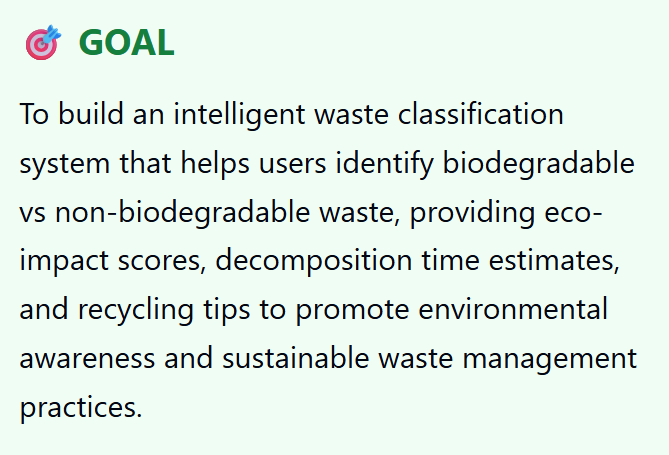 🎯 GOAL
To build an intelligent waste classification
system that helps users identify biodegradable
vs non-biodegradable waste, providing eco-
impact scores, decomposition time estimates,
and recycling tips to promote environmental
awareness and sustainable waste management
practices.